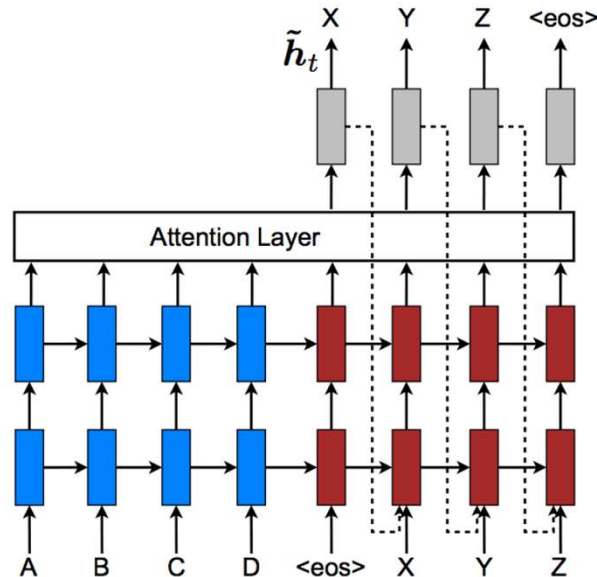 X Y Z <eos>
h̃ₜ
Attention Layer
A B C D <eos> X Y Z